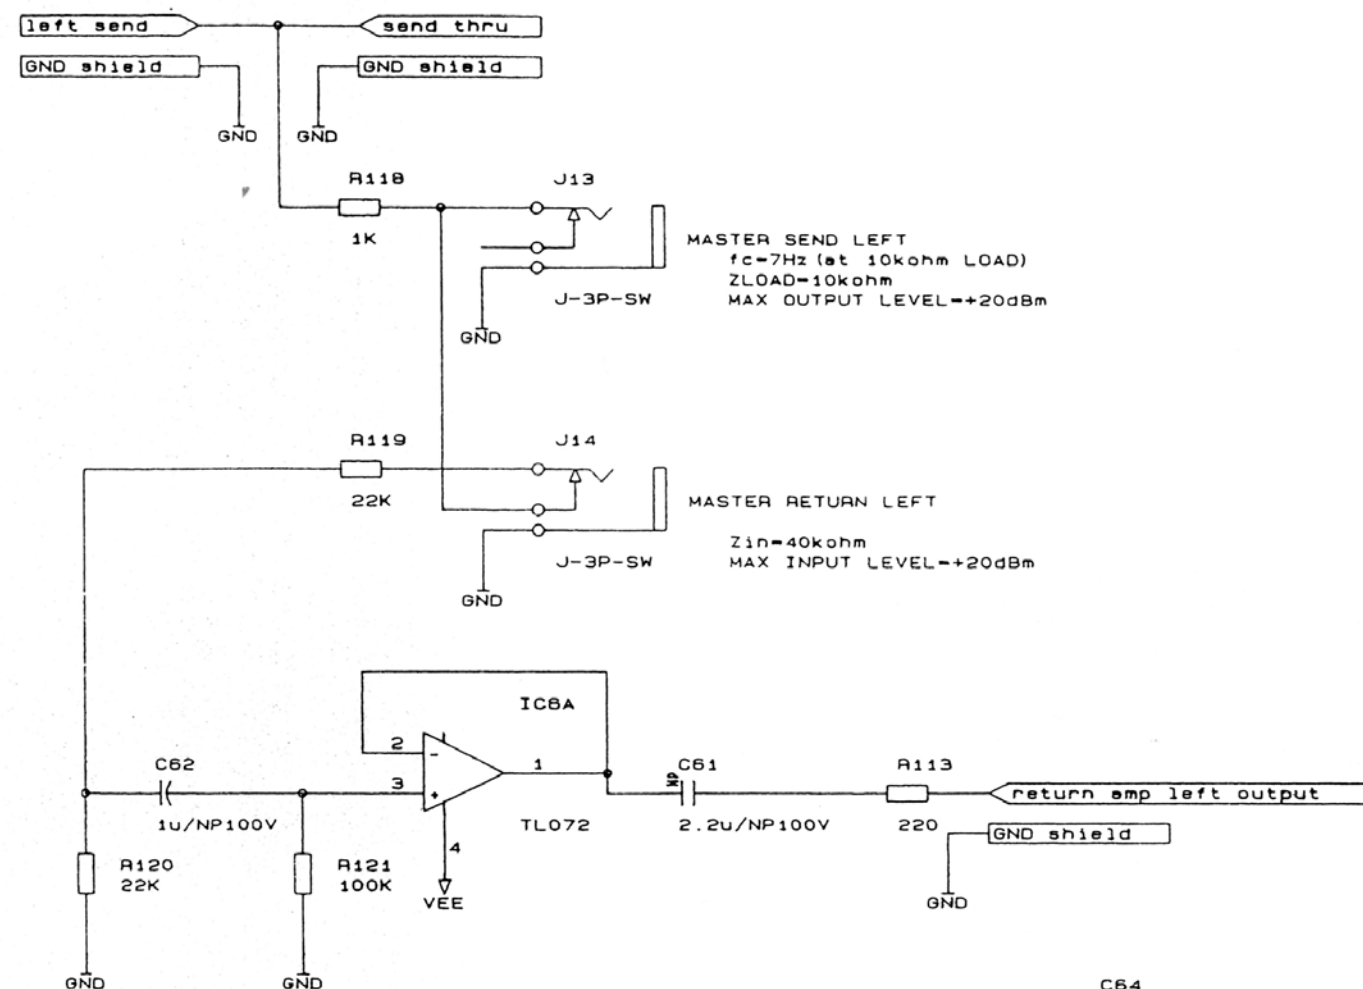 left send
send thru
GND shield
GND shield
GND
GND
R118
1K
J13
MASTER SEND LEFT
fc=7Hz (at 10kohm LOAD)
ZLOAD=10kohm
MAX OUTPUT LEVEL=+20dBm
J-3P-SW
GND
R119
22K
J14
MASTER RETURN LEFT
Zin=40kohm
MAX INPUT LEVEL=+20dBm
J-3P-SW
GND
IC6A
2
-
1
3
+
TL072
4
VEE
C62
1u/NP100V
R120
22K
GND
R121
100K
GND
NP
C61
2.2u/NP100V
R113
220
return amp left output
GND shield
GND
C64